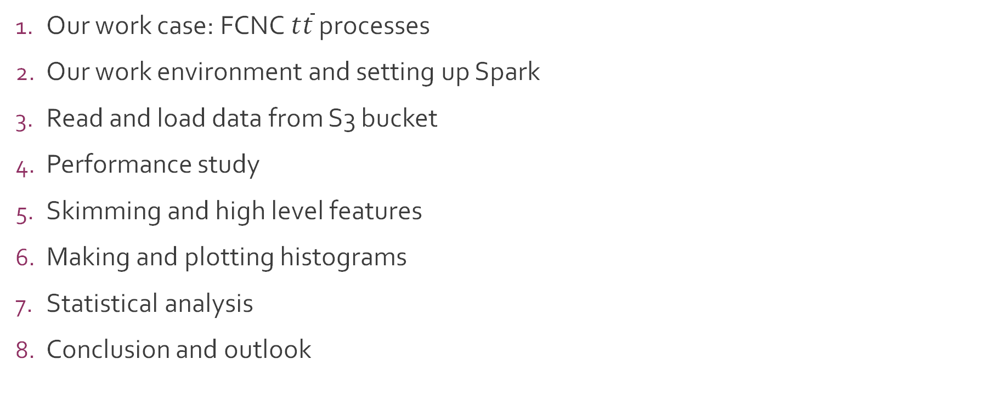 1. Our work case: FCNC tt̄ processes
2. Our work environment and setting up Spark
3. Read and load data from S3 bucket
4. Performance study
5. Skimming and high level features
6. Making and plotting histograms
7. Statistical analysis
8. Conclusion and outlook